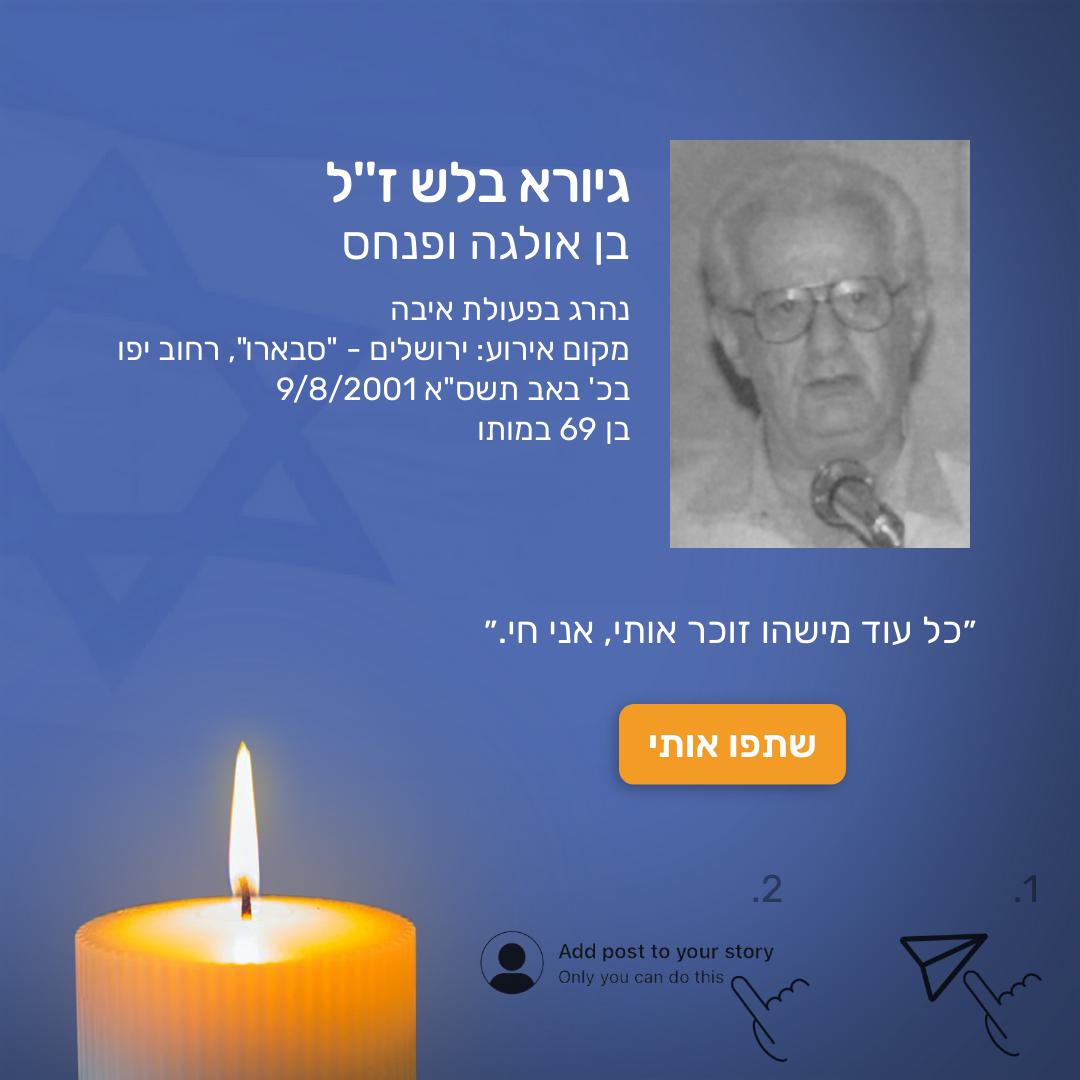 גיורא בלש ז"ל
בן אולגה ופנחס
נהרג בפעולת איבה
מקום אירוע: ירושלים - "סבארו", רחוב יפו
בכ' באב תשס"א 9/8/2001
בן 69 במותו
״כל עוד מישהו זוכר אותי, אני חי.״
שתפו אותי
.1
.2
Add post to your story
Only you can do this